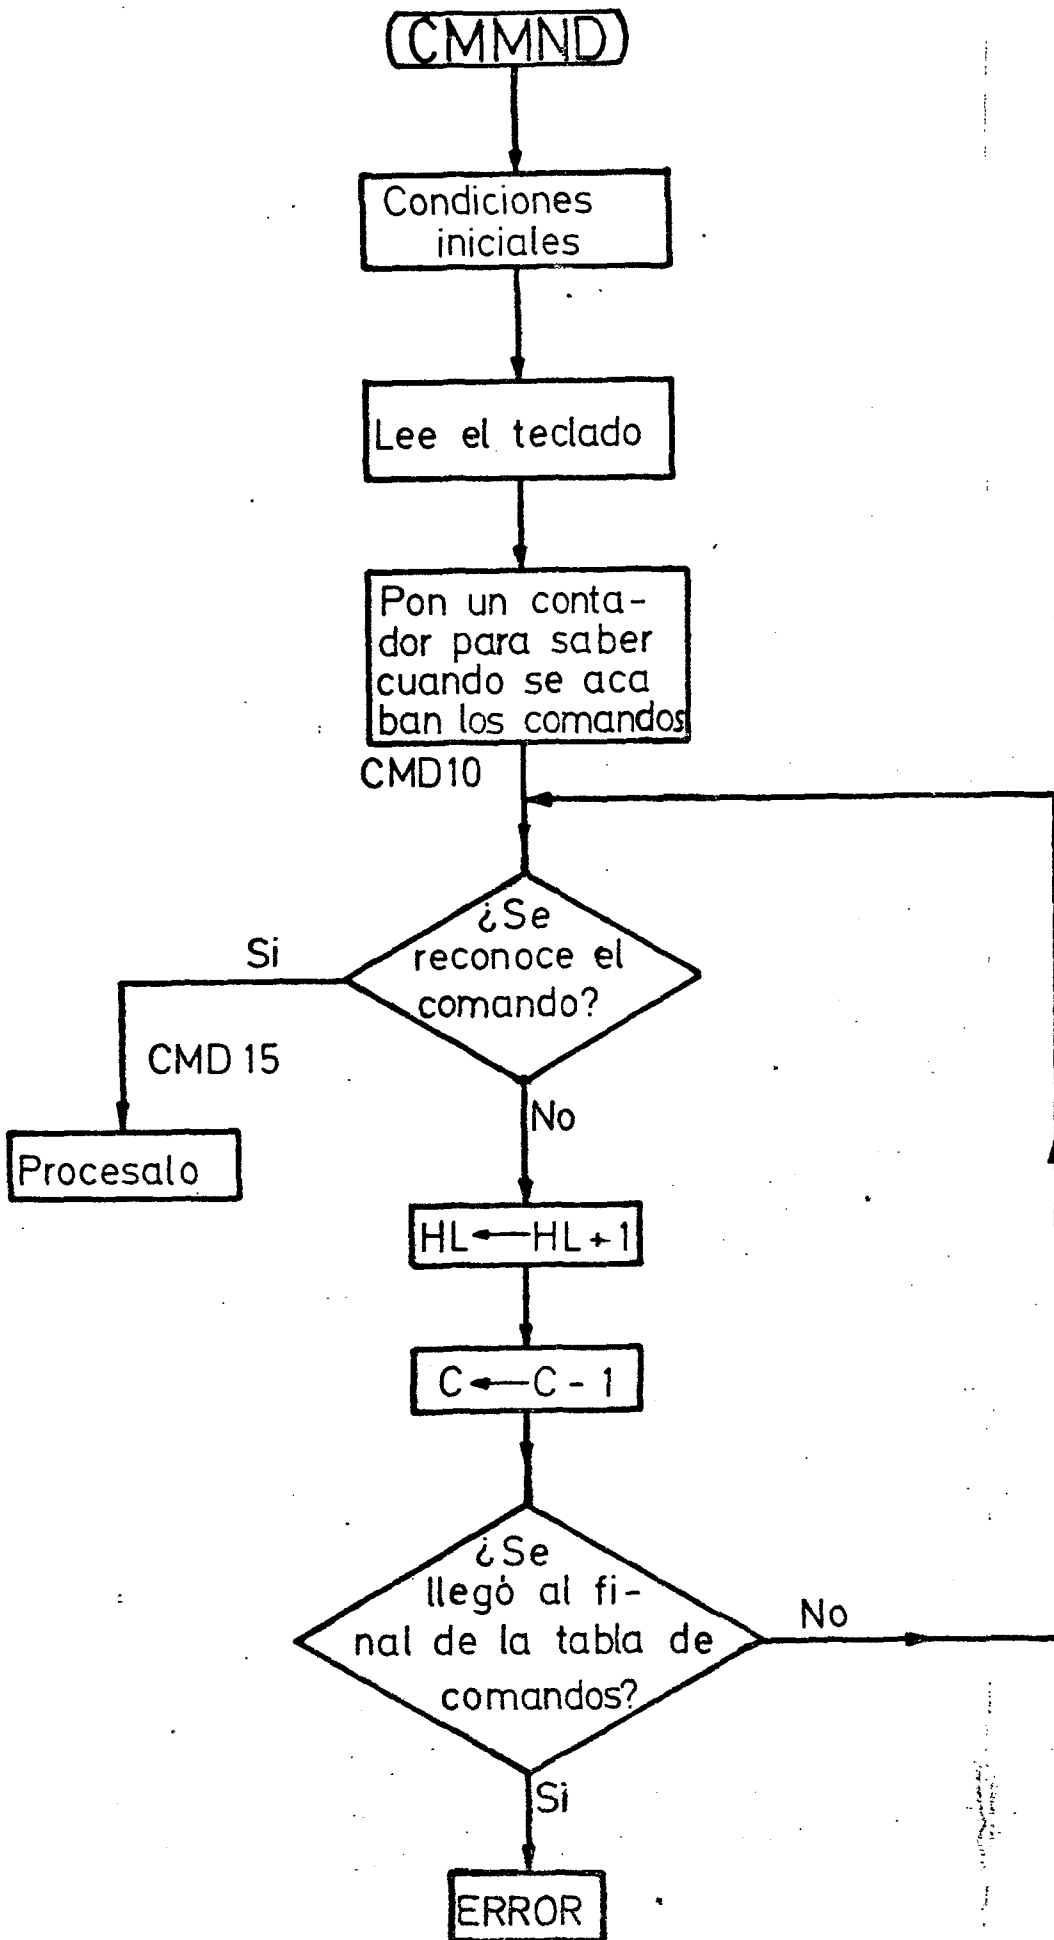 CMMND
Condiciones
iniciales
Lee el teclado
Pon un conta-
dor para saber
cuando se aca
ban los comandos
CMD10
¿Se
reconoce el
comando?
Si
CMD 15
Procesalo
No
HL←HL+1
C←C-1
¿Se
llegó al fi-
nal de la tabla de
comandos?
No
Si
ERROR